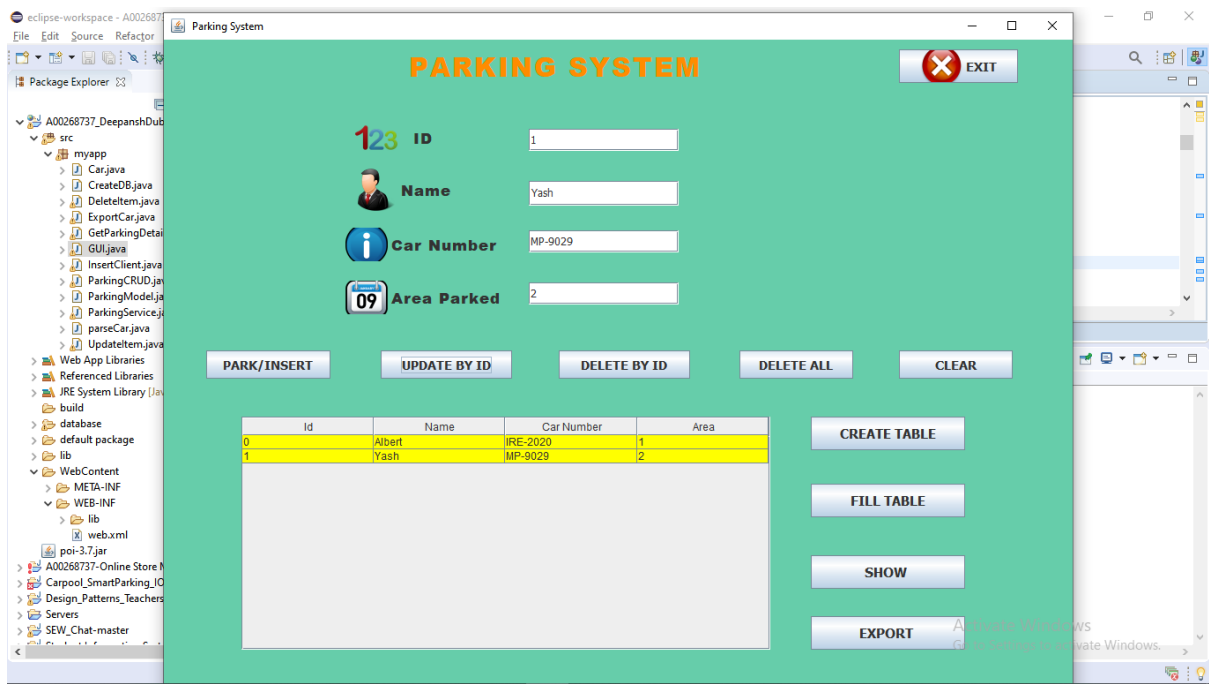 eclipse-workspace - A002687
Parking System
File Edit Source Refactor
PARKING SYSTEM
EXIT
Package Explorer
A00268737_DeepanshDub
src
myapp
Car.java
CreateDB.java
DeleteItem.java
ExportCar.java
GetParkingDetai
GUI.java
InsertClient.java
ParkingCRUD.jav
ParkingModel.ja
ParkingService.ja
parseCar.java
UpdateItem.java
Web App Libraries
Referenced Libraries
JRE System Library [Jav
build
database
default package
lib
WebContent
META-INF
WEB-INF
lib
web.xml
poi-3.7.jar
A00268737-Online Store M
Carpool_SmartParking_IO
Design_Patterns_Teachers
Servers
SEW_Chat-master
123 ID 1
Name Yash
i Car Number MP-9029
09 Area Parked 2
PARK/INSERT UPDATE BY ID DELETE BY ID DELETE ALL CLEAR
Id Name Car Number Area
0 Albert IRE-2020 1
1 Yash MP-9029 2
CREATE TABLE
FILL TABLE
SHOW
EXPORT
Activate Windows
vate Windows.